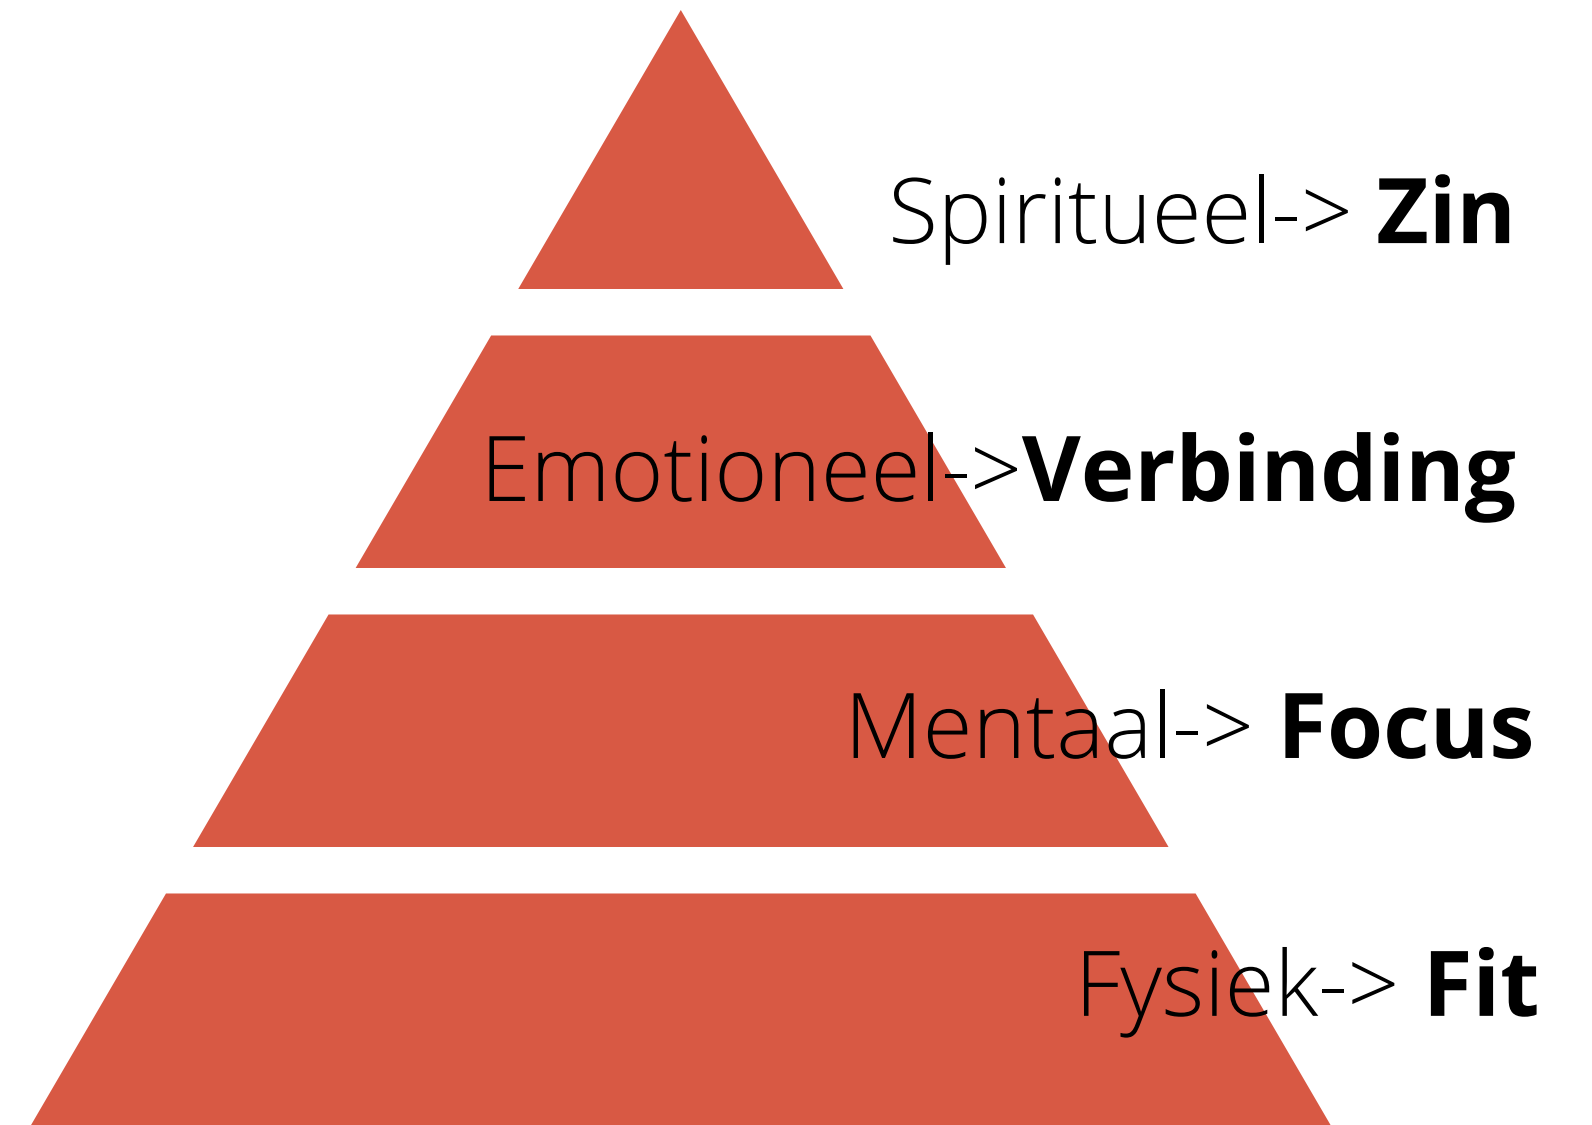 Spiritueel-> Zin
Emotioneel->Verbinding
Mentaal-> Focus
Fysiek-> Fit